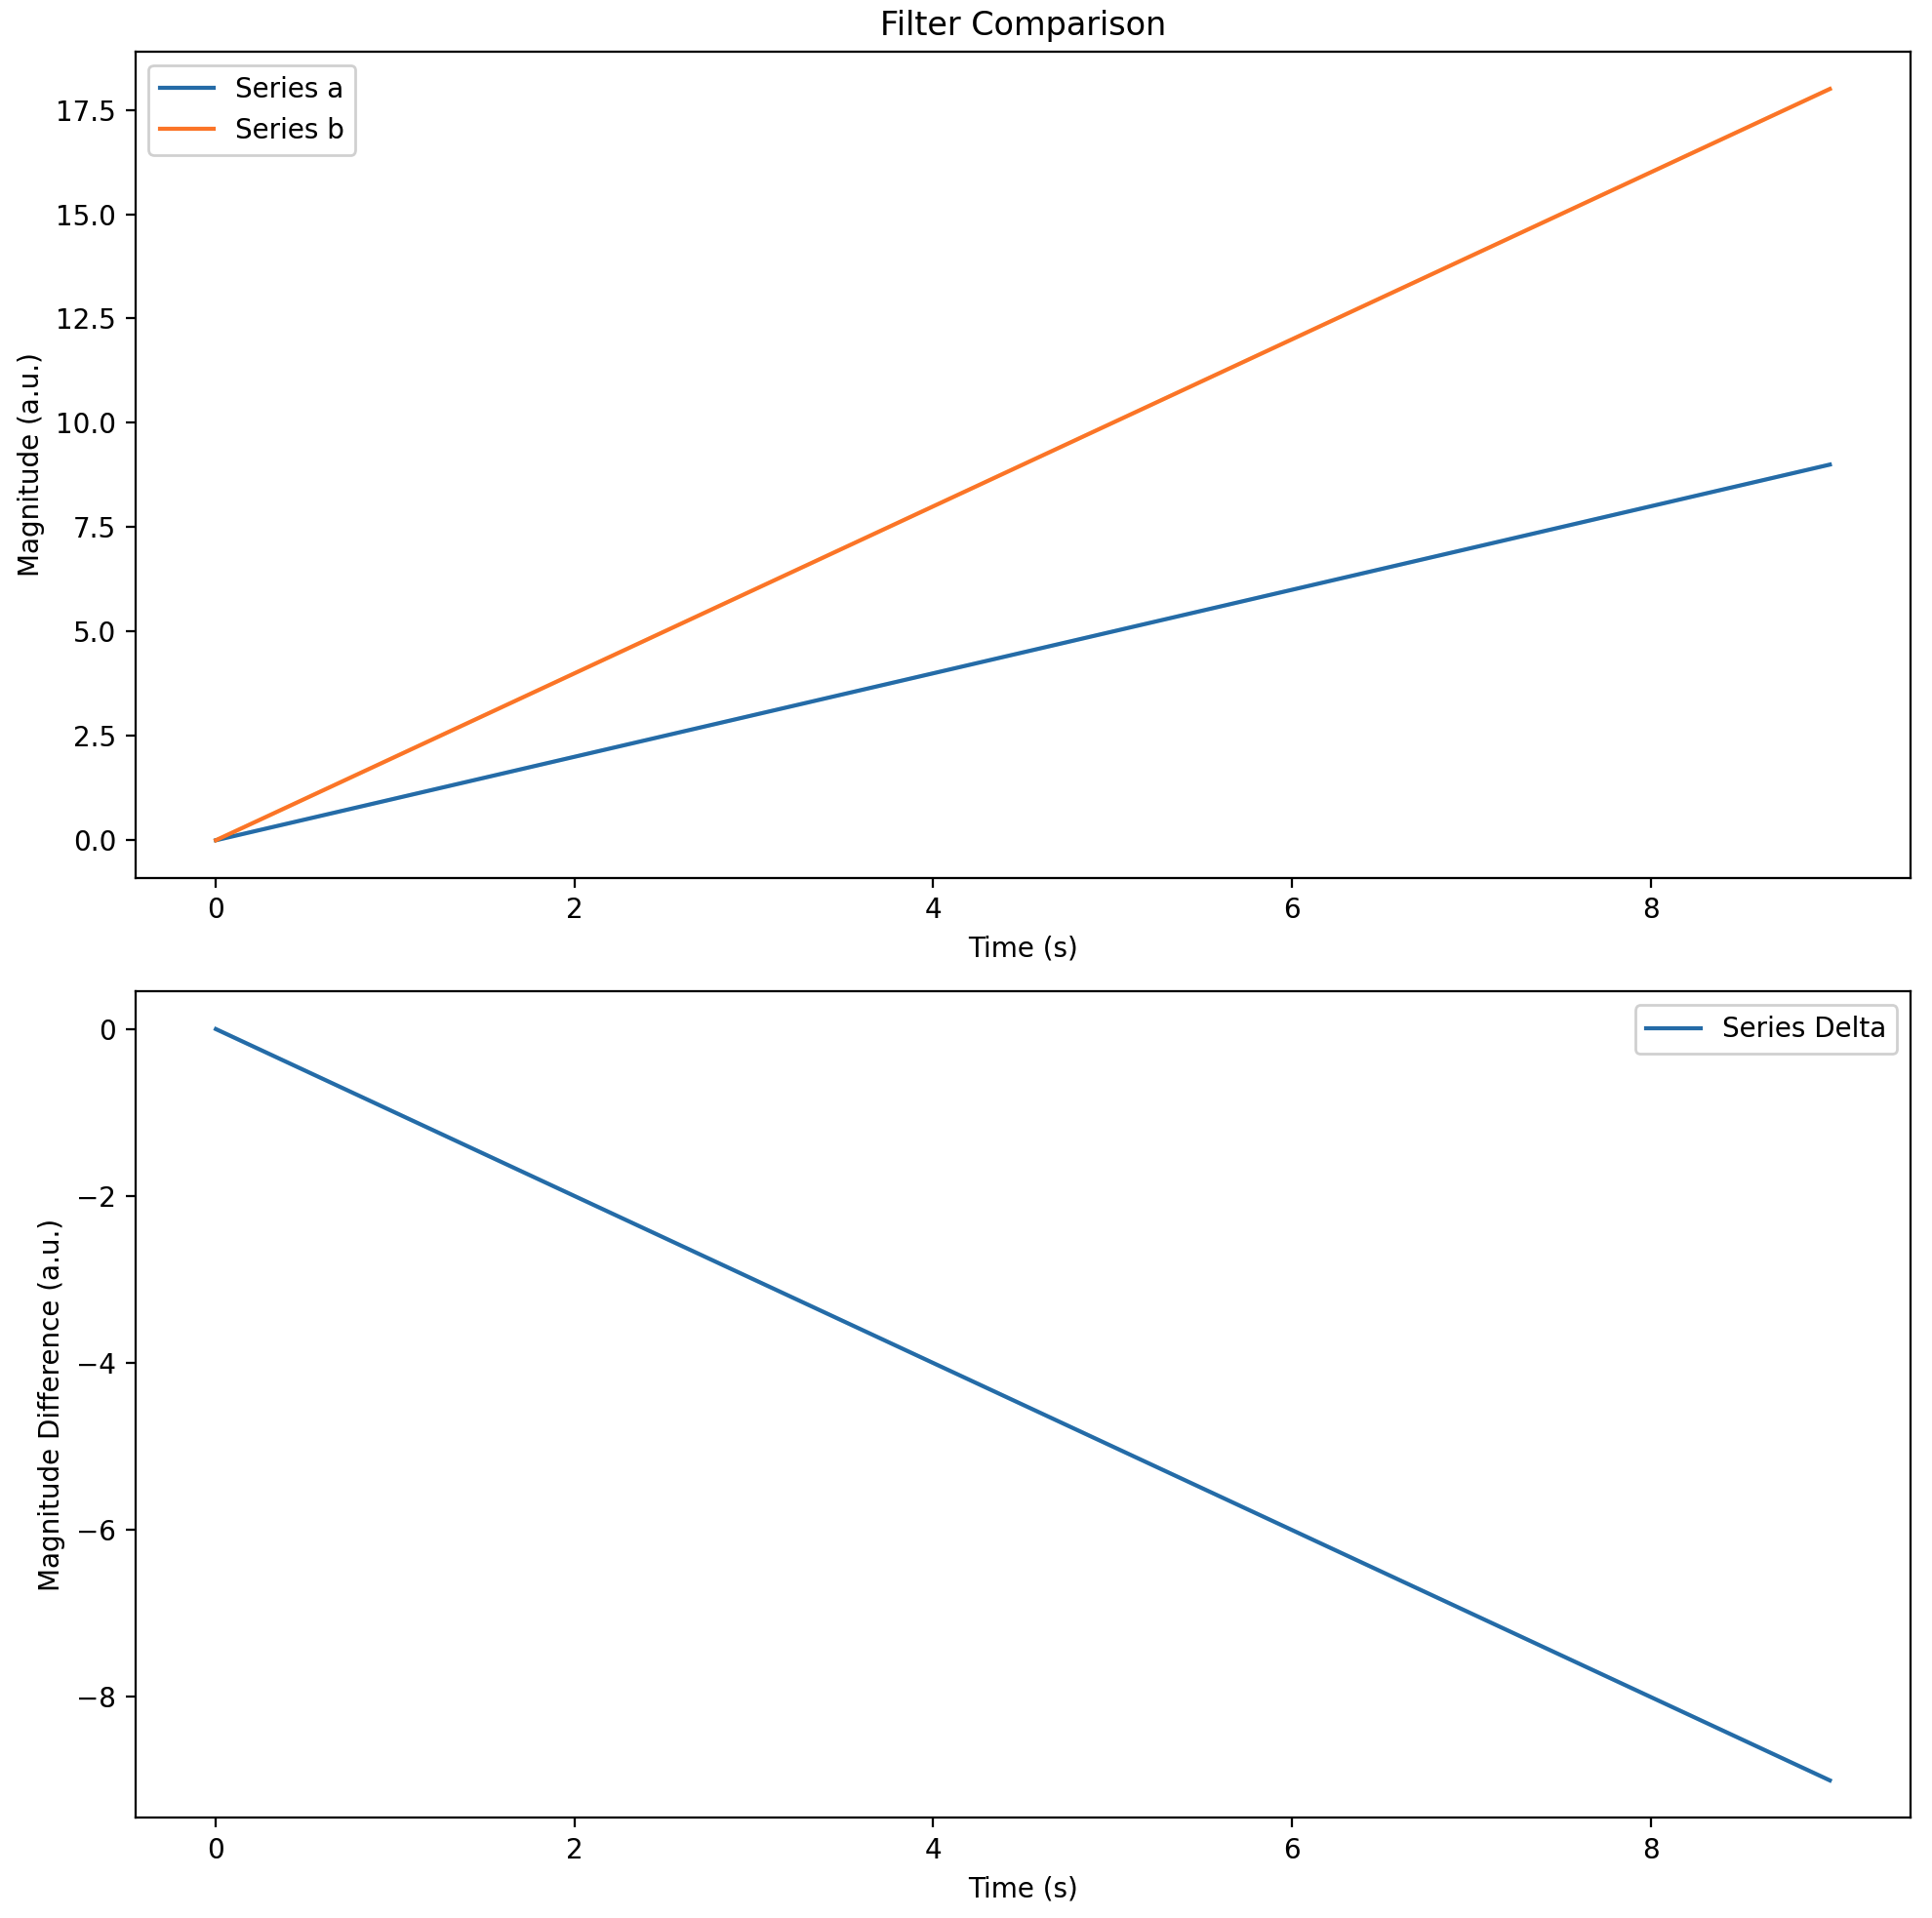 Filter Comparison
Series a
Series b
17.5
15.0
12.5
10.0
7.5
5.0
2.5
0.0
Magnitude (a.u.)
0 2 4 6 8
Time (s)
Series Delta
0
−2
−4
−6
−8
Magnitude Difference (a.u.)
0 2 4 6 8
Time (s)